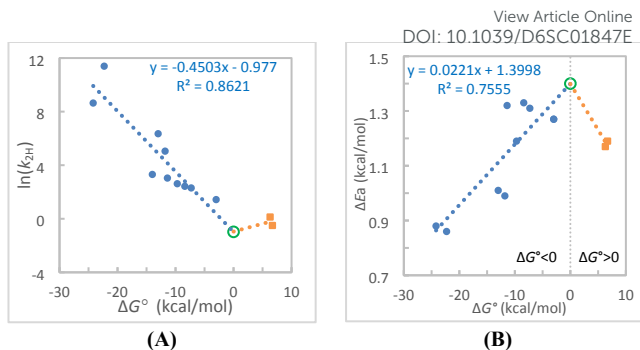 View Article Online
DOI: 10.1039/D6SC01847E
y = -0.4503x - 0.977
R² = 0.8621
12
8
4
0
-4
ln(k2H)
-30
-20
-10
0
10
ΔG° (kcal/mol)
(A)
y = 0.0221x + 1.3998
R² = 0.7555
1.5
1.3
1.1
0.9
0.7
ΔEa (kcal/mol)
ΔG°<0
ΔG°>0
-30
-20
-10
0
10
ΔG° (kcal/mol)
(B)